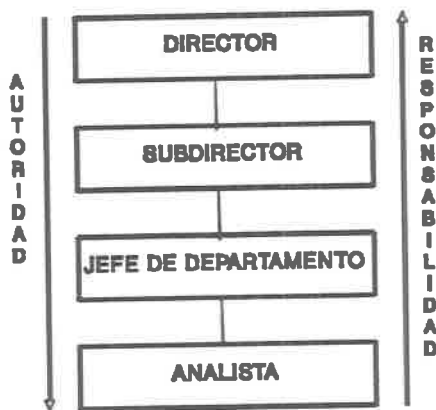 AUTORIDAD
DIRECTOR
SUBDIRECTOR
JEFE DE DEPARTAMENTO
ANALISTA
RESPONSABILIDAD